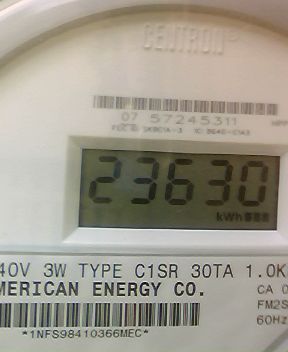 CENTRON®
07 57245311
23630
kWh
40V 3W TYPE C1SR 30TA 1.0K
MERICAN ENERGY CO. CA 0
FM2S
60Hz
*1NFS98410366MEC*